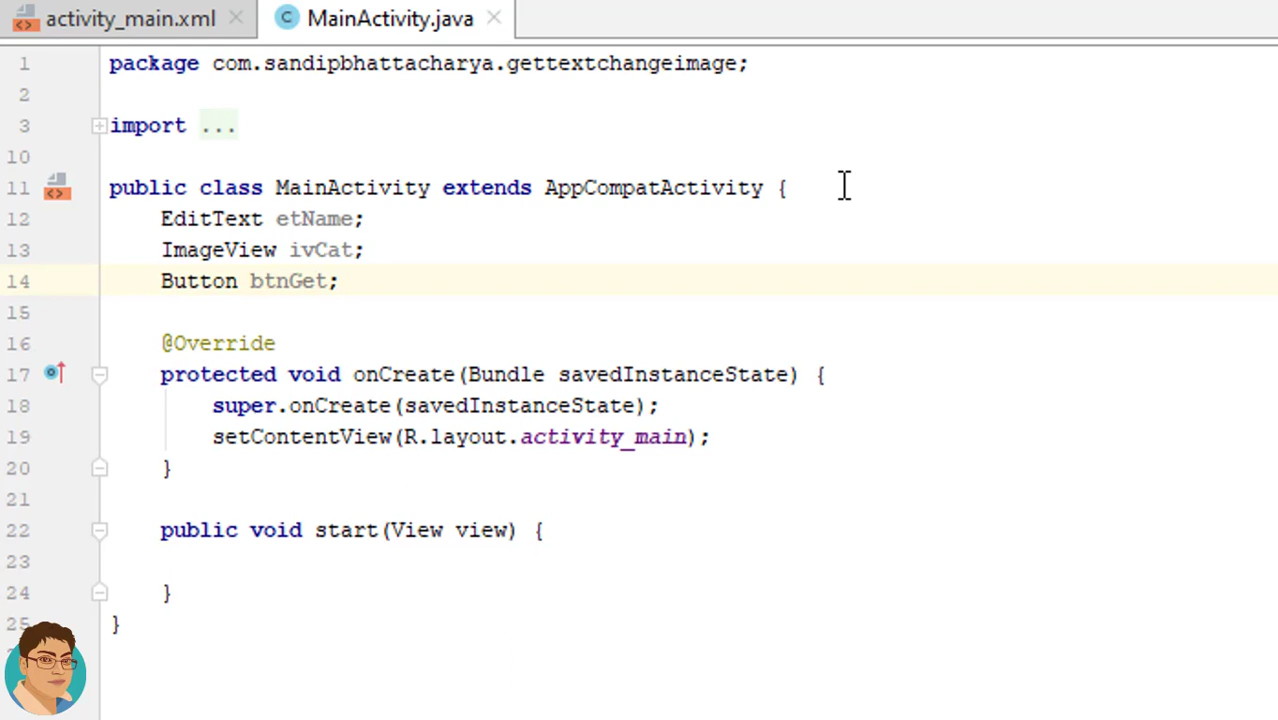 activity_main.xml
MainActivity.java
1 package com.sandipbhattacharya.gettextchangeimage;
2
3 import ...
10
11 public class MainActivity extends AppCompatActivity {
12 EditText etName;
13 ImageView ivCat;
14 Button btnGet;
15
16 @Override
17 protected void onCreate(Bundle savedInstanceState) {
18 super.onCreate(savedInstanceState);
19 setContentView(R.layout.activity_main);
20 }
21
22 public void start(View view) {
23
24 }
25 }